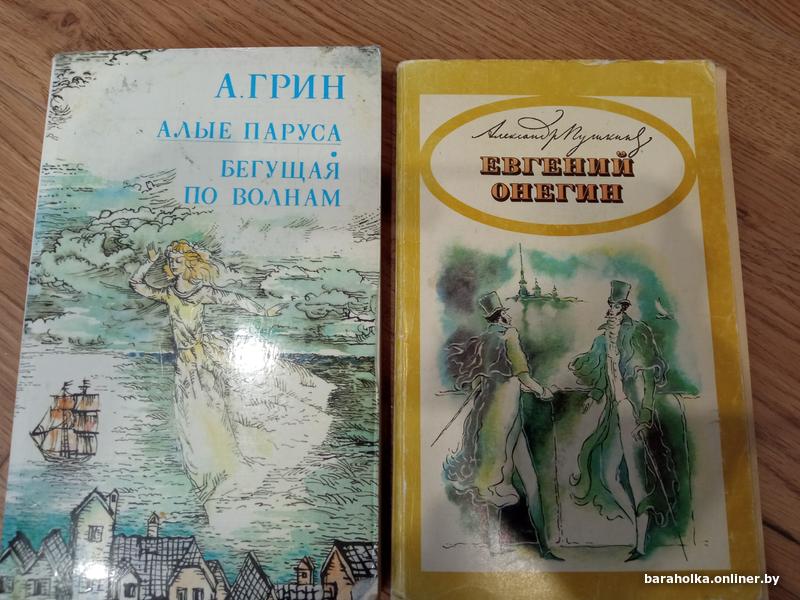 А.ГРИН
АЛЫЕ ПАРУСА
БЕГУЩАЯ
ПО ВОЛНАМ
Александр Пушкин
ЕВГЕНИЙ
ОНЕГИН
baraholka.onliner.by